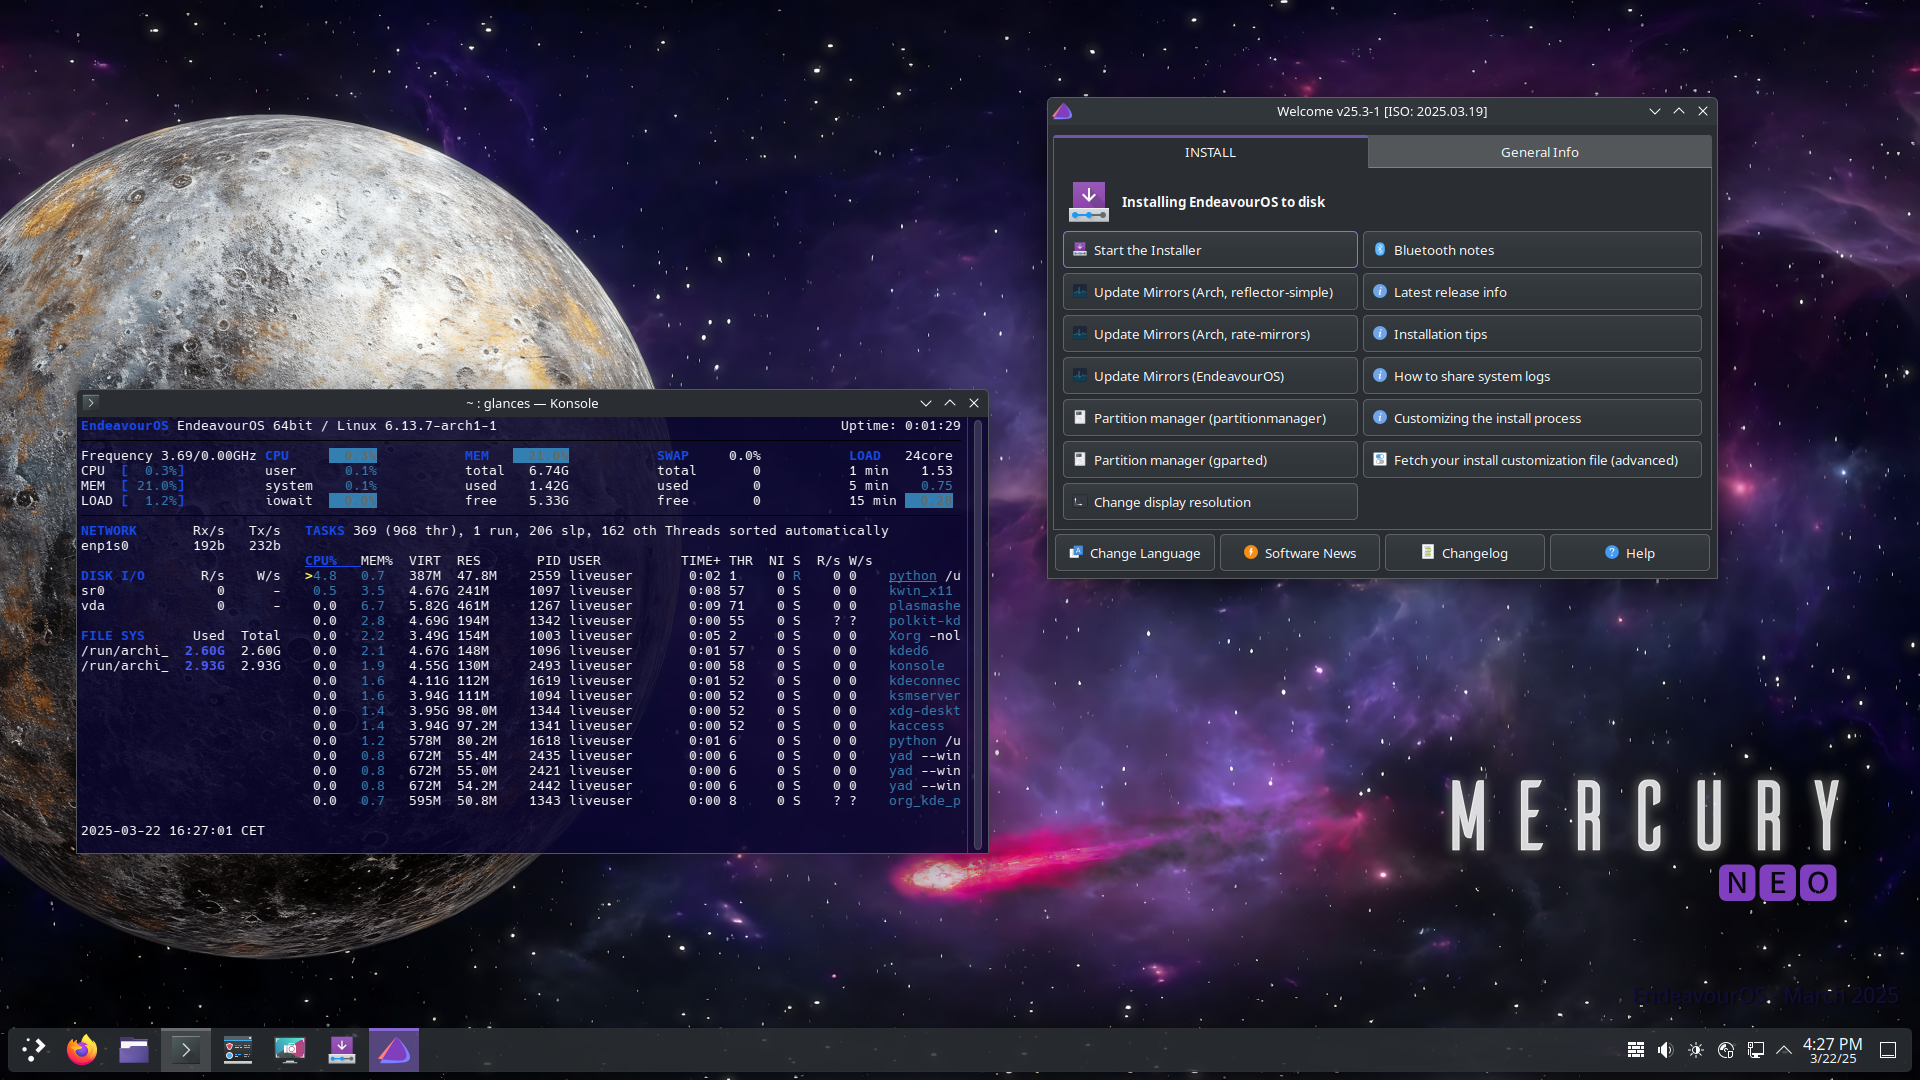 Welcome v25.3-1 [ISO: 2025.03.19]
INSTALL General Info
Installing EndeavourOS to disk
Start the Installer Bluetooth notes
Update Mirrors (Arch, reflector-simple) Latest release info
Update Mirrors (Arch, rate-mirrors) Installation tips
Update Mirrors (EndeavourOS) How to share system logs
Partition manager (partitionmanager) Customizing the install process
Partition manager (gparted) Fetch your install customization file (advanced)
Change display resolution
Change Language Software News Changelog Help
~ : glances — Konsole
EndeavourOS EndeavourOS 64bit / Linux 6.13.7-arch1-1 Uptime: 0:01:29
Frequency 3.69/0.00GHz CPU 0.3% MEM 21.0% SWAP 0.0% LOAD 24core
CPU [ 0.3%] user 0.1% total 6.74G total 0 1 min 1.53
MEM [ 21.0%] system 0.1% used 1.42G used 0 5 min 0.75
LOAD [ 1.2%] iowait 0.0% free 5.33G free 0 15 min 0.28
NETWORK Rx/s Tx/s TASKS 369 (968 thr), 1 run, 206 slp, 162 oth Threads sorted automatically
enp1s0 192b 232b
CPU% MEM% VIRT RES PID USER TIME+ THR NI S R/s W/s
DISK I/O R/s W/s >4.8 0.7 387M 47.8M 2559 liveuser 0:02 1 0 R 0 0 python /u
sr0 0 - 0.5 3.5 4.67G 241M 1097 liveuser 0:08 57 0 S 0 0 kwin_x11
vda 0 - 0.0 6.7 5.82G 461M 1267 liveuser 0:09 71 0 S 0 0 plasmashe
0.0 2.8 4.69G 194M 1342 liveuser 0:00 55 0 S ? ? polkit-kd
FILE SYS Used Total 0.0 2.2 3.49G 154M 1003 liveuser 0:05 2 0 S 0 0 Xorg -nol
/run/archi_ 2.60G 2.60G 0.0 2.1 4.67G 148M 1096 liveuser 0:01 57 0 S 0 0 kded6
/run/archi_ 2.93G 2.93G 0.0 1.9 4.55G 130M 2493 liveuser 0:00 58 0 S 0 0 konsole
0.0 1.6 4.11G 112M 1619 liveuser 0:01 52 0 S 0 0 kdeconnec
0.0 1.6 3.94G 111M 1094 liveuser 0:00 52 0 S 0 0 ksmserver
0.0 1.4 3.95G 98.0M 1344 liveuser 0:00 52 0 S 0 0 xdg-deskt
0.0 1.4 3.94G 97.2M 1341 liveuser 0:00 52 0 S 0 0 kaccess
0.0 1.2 578M 80.2M 1618 liveuser 0:01 6 0 S 0 0 python /u
0.0 0.8 672M 55.4M 2435 liveuser 0:00 6 0 S 0 0 yad --win
0.0 0.8 672M 55.0M 2421 liveuser 0:00 6 0 S 0 0 yad --win
0.0 0.8 672M 54.2M 2442 liveuser 0:00 6 0 S 0 0 yad --win
0.0 0.7 595M 50.8M 1343 liveuser 0:00 8 0 S ? ? org_kde_p
2025-03-22 16:27:01 CET
MERCURY
NEO
EndeavourOS - March 2025
4:27 PM
3/22/25